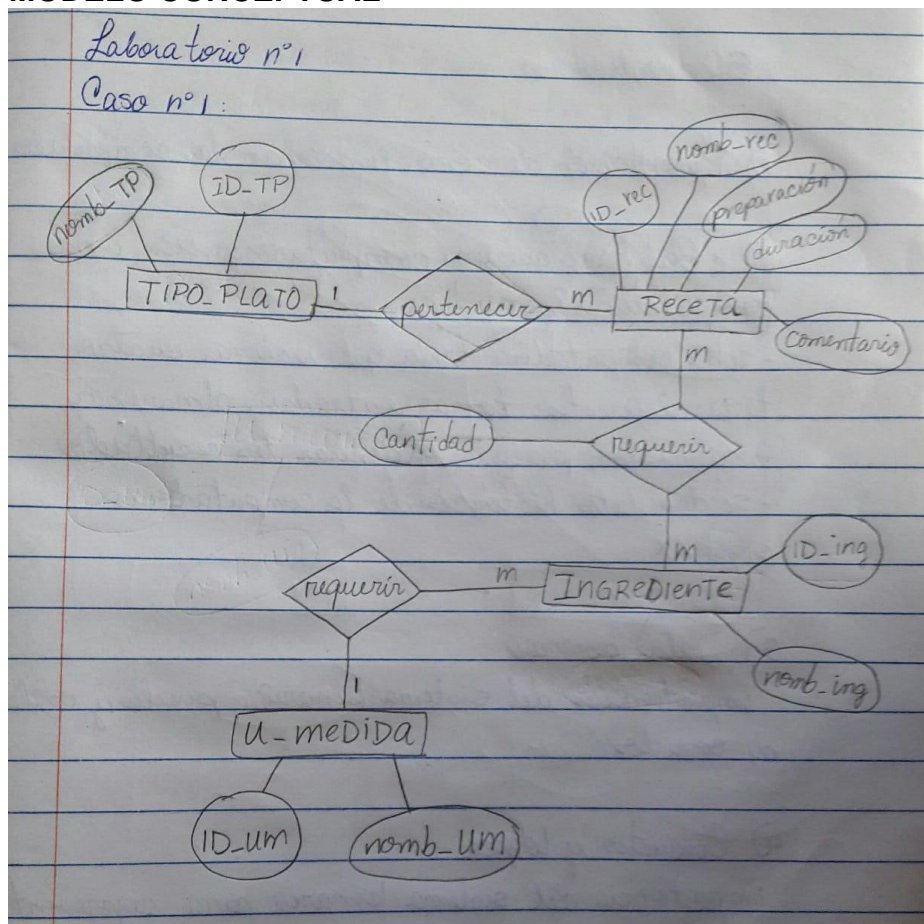 MODELO CONCEPTUAL
Laboratorio n°1
Caso n°1:
nomb_TP
ID_TP
ID_rec
nomb_rec
preparación
duración
TIPO_PLATO
1
pertenecer
m
RECETA
comentario
m
Cantidad
requerir
m
ID_ing
requerir
m
INGREDIENTE
nomb_ing
1
U_MEDIDA
ID_UM
nomb_UM